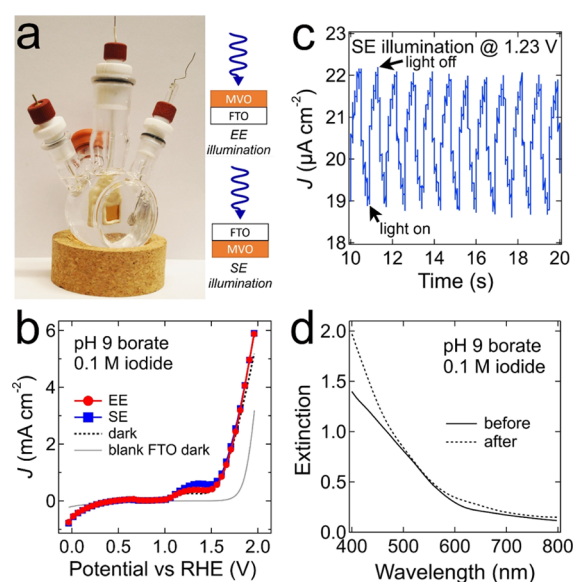 a
MVO
FTO
EE
illumination
FTO
MVO
SE
illumination
c
SE illumination @ 1.23 V
light off
light on
23
22
21
20
19
18
J (µA cm⁻²)
10 12 14 16 18 20
Time (s)
b
pH 9 borate
0.1 M iodide
EE
SE
dark
blank FTO dark
6
4
2
0
J (mA cm⁻²)
0.0 0.5 1.0 1.5 2.0
Potential vs RHE (V)
d
pH 9 borate
0.1 M iodide
before
after
2.0
1.5
1.0
0.5
0.0
Extinction
400 500 600 700 800
Wavelength (nm)